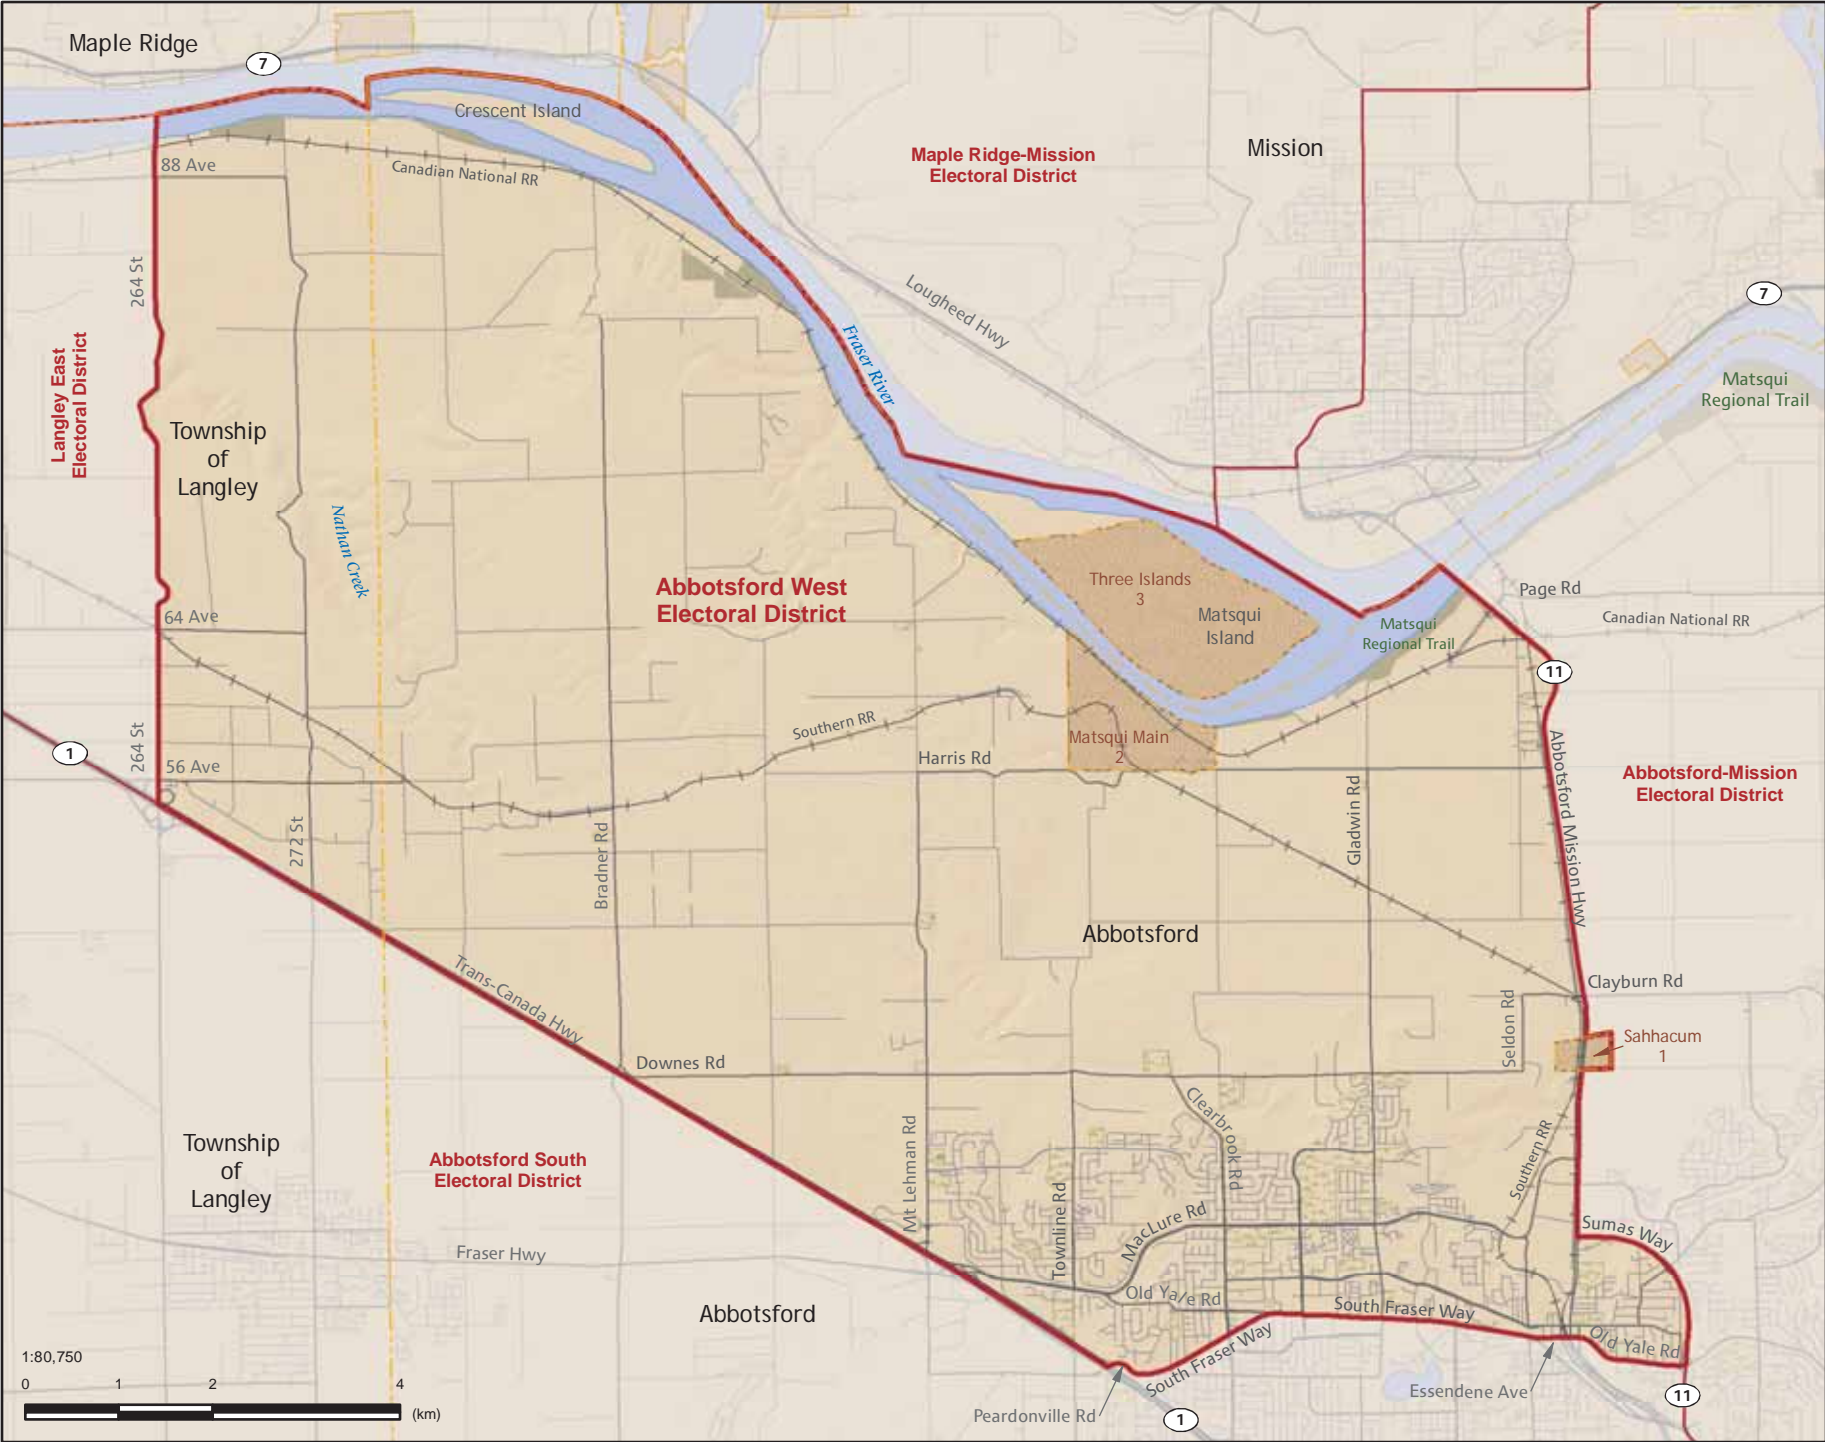 Maple Ridge
7
Crescent Island
Canadian National RR
88 Ave
Maple Ridge-Mission
Electoral District
Mission
264 St
Lougheed Hwy
7
Fraser River
Langley East
Electoral District
Matsqui
Regional Trail
Township
of
Langley
Nathan Creek
Abbotsford West
Electoral District
Three Islands
3
Matsqui
Island
Matsqui
Regional Trail
Page Rd
Canadian National RR
64 Ave
11
264 St
1
56 Ave
Southern RR
Harris Rd
Matsqui Main
2
Gladwin Rd
Abbotsford Mission Hwy
Abbotsford-Mission
Electoral District
272 St
Bradner Rd
Abbotsford
Trans-Canada Hwy
Clayburn Rd
Seldon Rd
Sahhacum
1
Downes Rd
Clearbrook Rd
Township
of
Langley
Abbotsford South
Electoral District
Mt Lehman Rd
Townline Rd
MacLure Rd
Southern RR
Sumas Way
Fraser Hwy
Old Yale Rd
South Fraser Way
Abbotsford
South Fraser Way
Old Yale Rd
Essendene Ave
11
Peardonville Rd
1
1:80,750
0 1 2 4
(km)